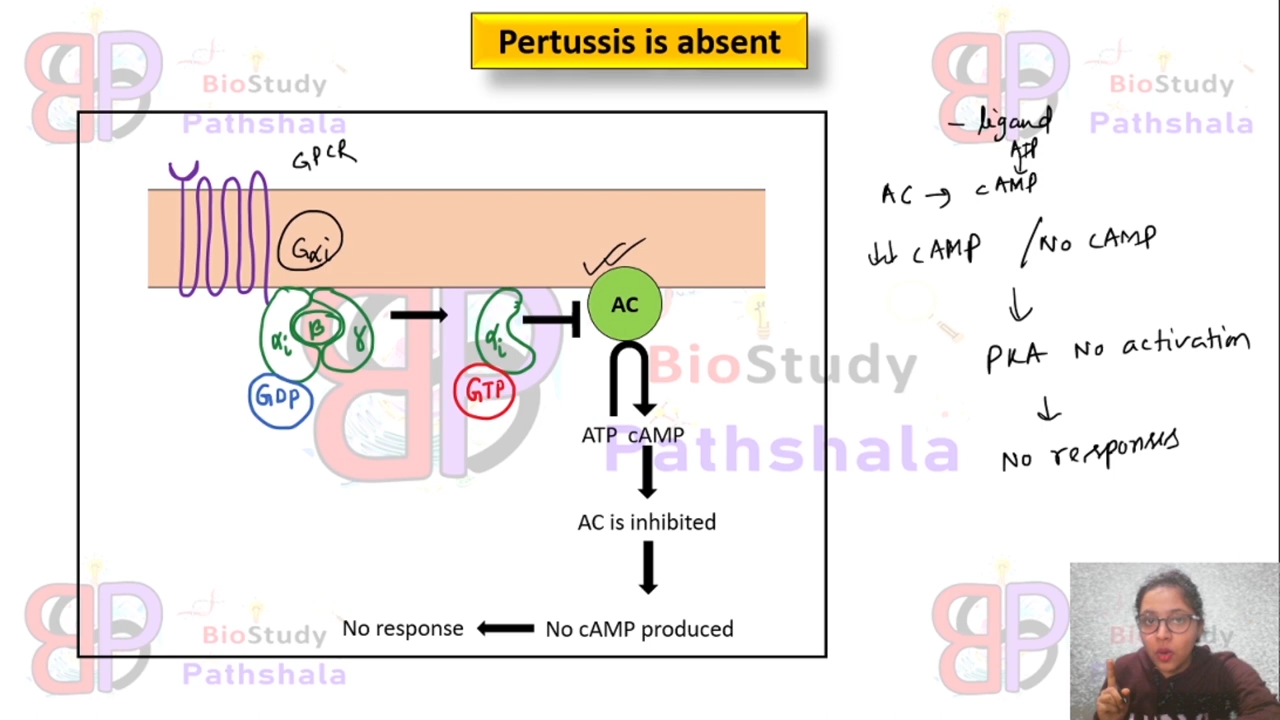 Pertussis is absent
BioStudy
Pathshala
BioStudy
Pathshala
GPCR
Gαi
αi
β
γ
GDP
αi
GTP
AC
ATP cAMP
AC is inhibited
No cAMP produced
No response
- ligand
ATP
AC → cAMP
↓↓ cAMP / No cAMP
↓
PKA No activation
↓
No responses
BioStudy
Pathshala
BioStudy
Pathshala
BioStudy